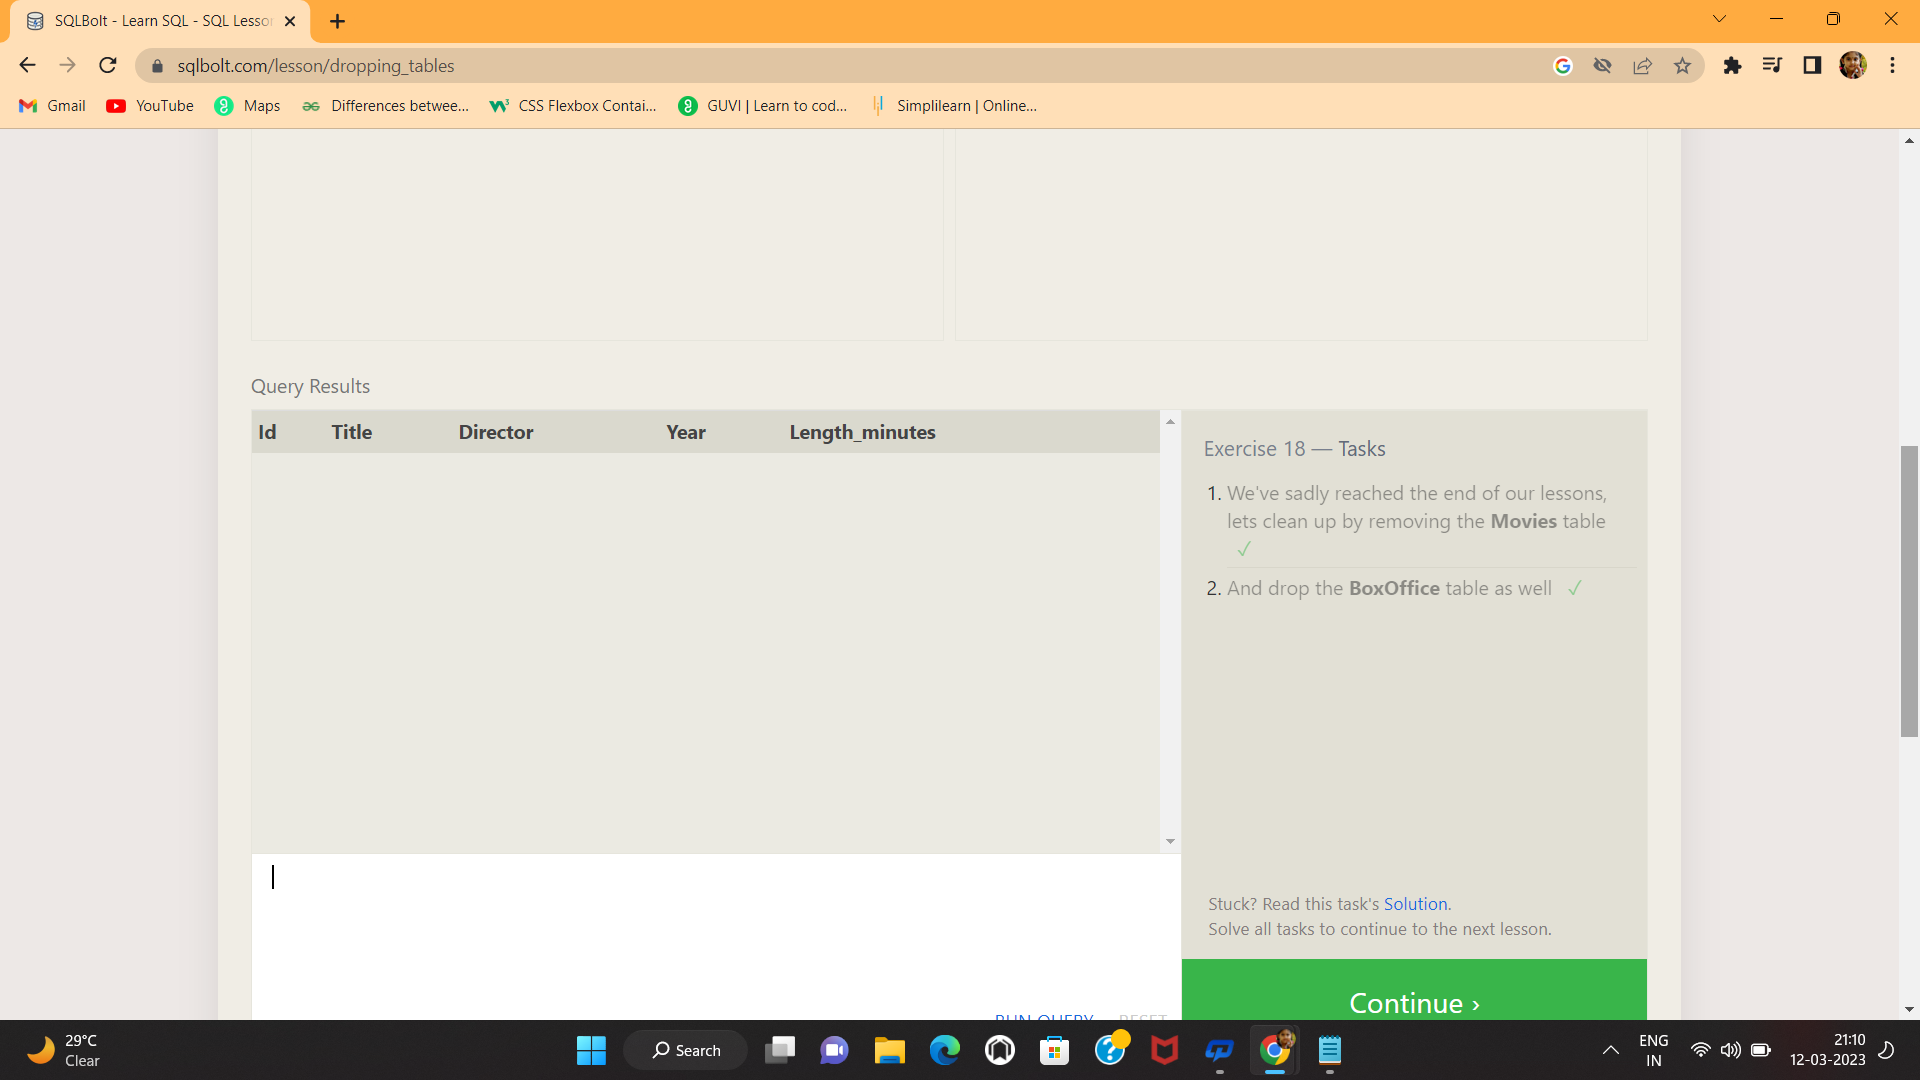 SQLBolt - Learn SQL - SQL Lesson
sqlbolt.com/lesson/dropping_tables
Gmail YouTube Maps Differences betwee... CSS Flexbox Contai... GUVI | Learn to cod... Simplilearn | Online...
Query Results
Id Title Director Year Length_minutes
Exercise 18 — Tasks
1. We've sadly reached the end of our lessons,
lets clean up by removing the Movies table
✓
2. And drop the BoxOffice table as well ✓
Stuck? Read this task's Solution.
Solve all tasks to continue to the next lesson.
RUN QUERY RESET
Continue ›
29°C
Clear
Search
ENG
IN
21:10
12-03-2023